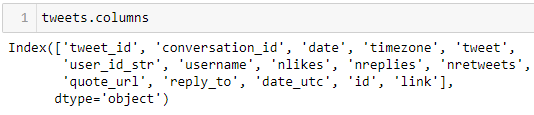 1 tweets.columns
Index(['tweet_id', 'conversation_id', 'date', 'timezone', 'tweet',
'user_id_str', 'username', 'nlikes', 'nreplies', 'nretweets',
'quote_url', 'reply_to', 'date_utc', 'id', 'link'],
dtype='object')